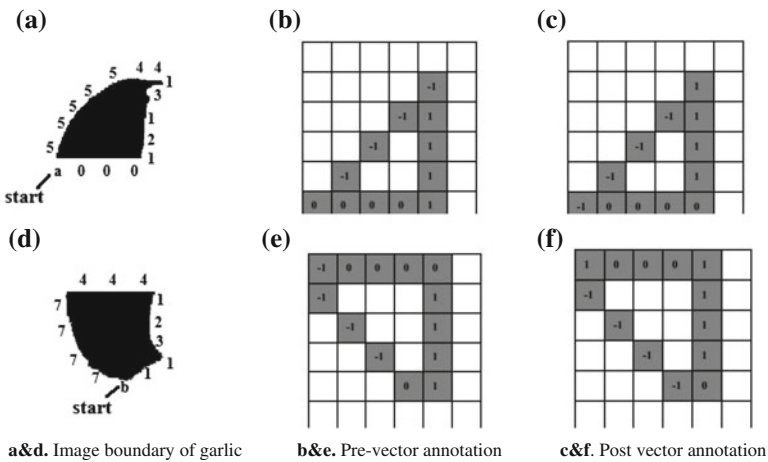 (a) (b) (c)
5 4 4
5 1
5 3
5 1
5 2
5 1
a 0 0 0
start
-1
-1 1
-1 1
-1 1
0 0 0 0 1
1
-1 1
-1 1
-1 1
-1 0 0 0 0
(d) (e) (f)
4 4 4
7 1
7 2
7 3
7 1 1
b
start
-1 0 0 0 0
-1 1
-1 1
-1 1
0 1
1 0 0 0 1
-1 1
-1 1
-1 1
-1 0
a&d. Image boundary of garlic b&e. Pre-vector annotation c&f. Post vector annotation